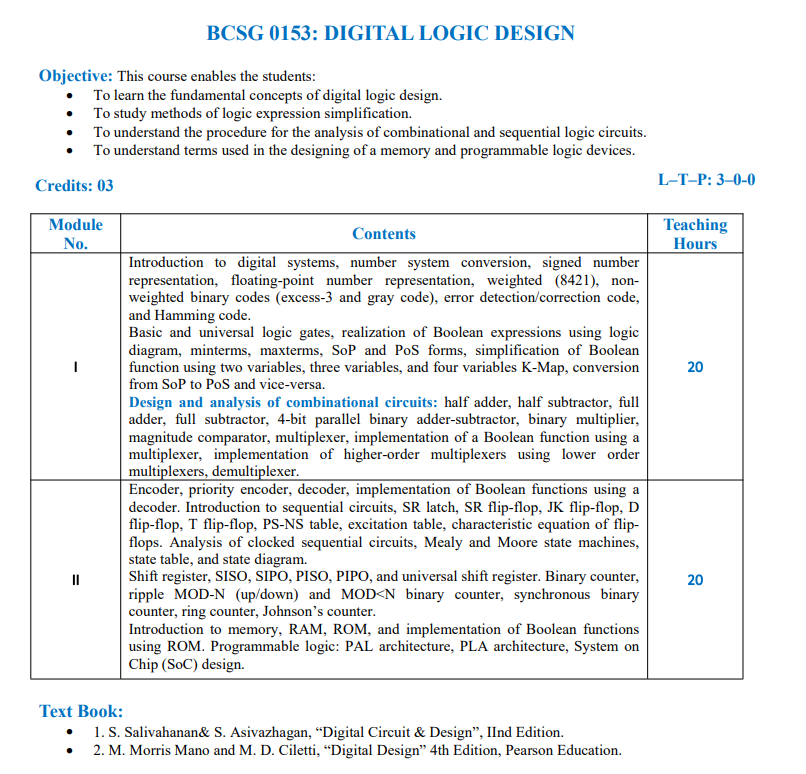 BCSG 0153: DIGITAL LOGIC DESIGN
Objective: This course enables the students:
• To learn the fundamental concepts of digital logic design.
• To study methods of logic expression simplification.
• To understand the procedure for the analysis of combinational and sequential logic circuits.
• To understand terms used in the designing of a memory and programmable logic devices.
Credits: 03
L–T–P: 3–0–0
Module
No.
Contents
Teaching
Hours
I
Introduction to digital systems, number system conversion, signed number
representation, floating-point number representation, weighted (8421), non-
weighted binary codes (excess-3 and gray code), error detection/correction code,
and Hamming code.
Basic and universal logic gates, realization of Boolean expressions using logic
diagram, minterms, maxterms, SoP and PoS forms, simplification of Boolean
function using two variables, three variables, and four variables K-Map, conversion
from SoP to PoS and vice-versa.
Design and analysis of combinational circuits: half adder, half subtractor, full
adder, full subtractor, 4-bit parallel binary adder-subtractor, binary multiplier,
magnitude comparator, multiplexer, implementation of a Boolean function using a
multiplexer, implementation of higher-order multiplexers using lower order
multiplexers, demultiplexer.
20
II
Encoder, priority encoder, decoder, implementation of Boolean functions using a
decoder. Introduction to sequential circuits, SR latch, SR flip-flop, JK flip-flop, D
flip-flop, T flip-flop, PS-NS table, excitation table, characteristic equation of flip-
flops. Analysis of clocked sequential circuits, Mealy and Moore state machines,
state table, and state diagram.
Shift register, SISO, SIPO, PISO, PIPO, and universal shift register. Binary counter,
ripple MOD-N (up/down) and MOD<N binary counter, synchronous binary
counter, ring counter, Johnson’s counter.
Introduction to memory, RAM, ROM, and implementation of Boolean functions
using ROM. Programmable logic: PAL architecture, PLA architecture, System on
Chip (SoC) design.
20
Text Book:
• 1. S. Salivahanan& S. Asivazhagan, “Digital Circuit & Design”, IInd Edition.
• 2. M. Morris Mano and M. D. Ciletti, “Digital Design” 4th Edition, Pearson Education.